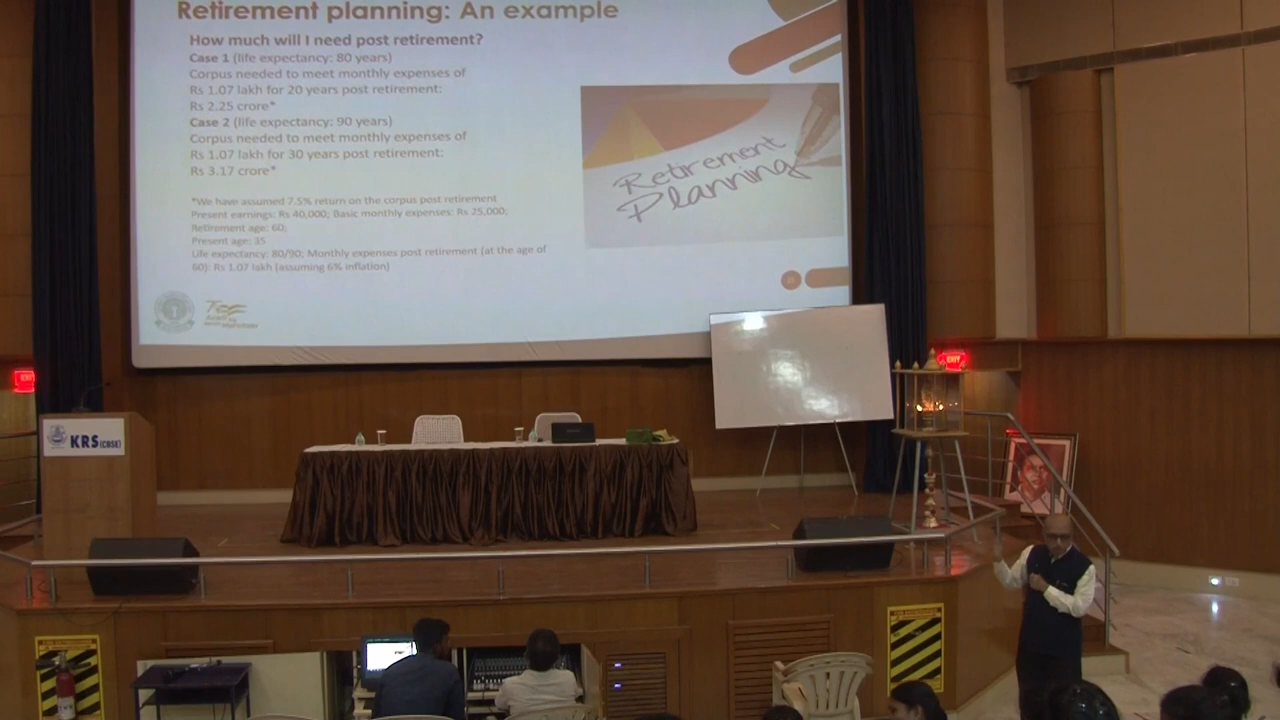 Retirement planning: An example
How much will I need post retirement?
Case 1 (life expectancy: 80 years)
Corpus needed to meet monthly expenses of
Rs 1.07 lakh for 20 years post retirement:
Rs 2.25 crore*
Case 2 (life expectancy: 90 years)
Corpus needed to meet monthly expenses of
Rs 1.07 lakh for 30 years post retirement:
Rs 3.17 crore*
*We have assumed 7.5% return on the corpus post retirement
Present earnings: Rs 40,000; Basic monthly expenses: Rs 25,000;
Retirement age: 60;
Present age: 35
Life expectancy: 80/90; Monthly expenses post retirement (at the age of
60): Rs 1.07 lakh (assuming 6% inflation)
Retirement
Planning
EXIT
KRS (CBSE)